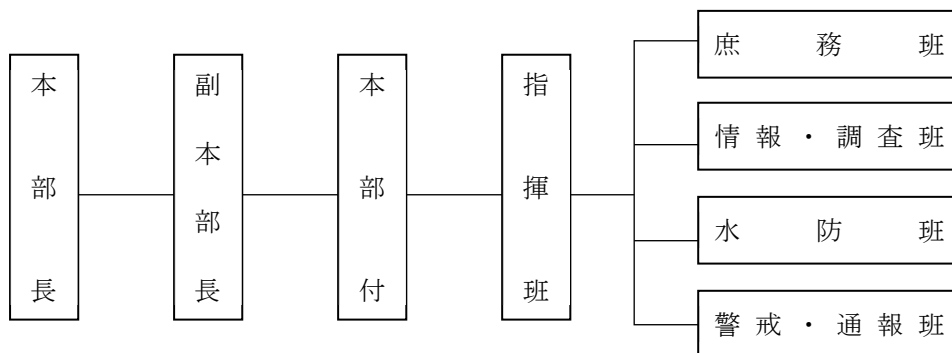 本部長
副本部長
本部付
指揮班
庶務班
情報・調査班
水防班
警戒・通報班